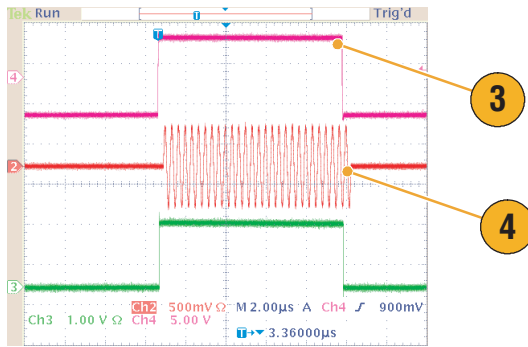 Tek Run Trig'd
T
T
4
3
2
4
3
Ch2 500mV Ω M 2.00µs A Ch4 ʃ 900mV
Ch3 1.00 V Ω Ch4 5.00 V
T→▼ 3.36000µs